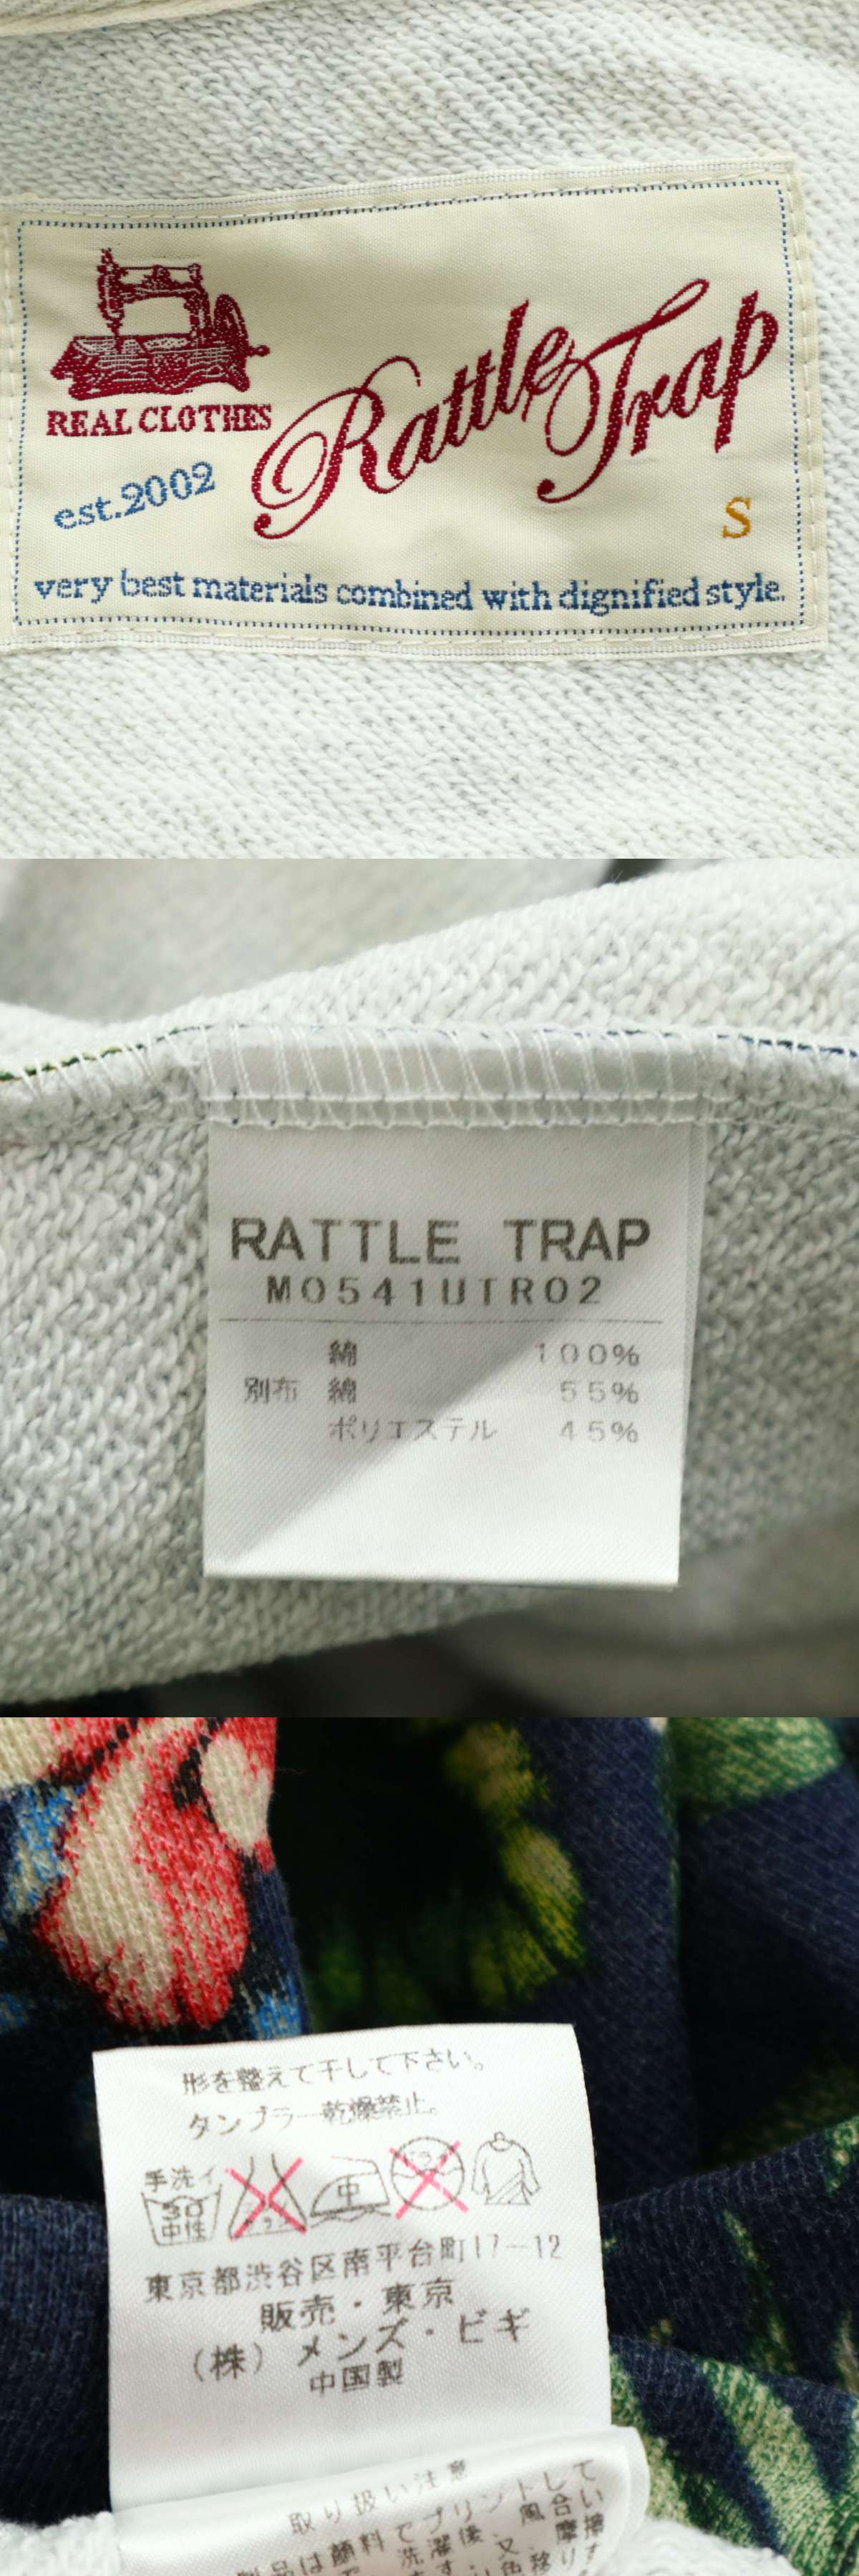 REAL CLOTHES
Rattle Trap
est.2002
S
very best materials combined with dignified style.
RATTLE TRAP
M0541UTR02
綿 100%
別布 綿 55%
ポリエステル 45%
形を整えて干して下さい。
タンブラー乾燥禁止。
手洗イ
30
中性
中
東京都渋谷区南平台町17-12
販売・東京
(株)メンズ・ビギ
中国製
取り扱い注意